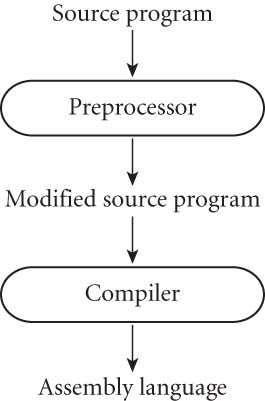 Source program
Preprocessor
Modified source program
Compiler
Assembly language